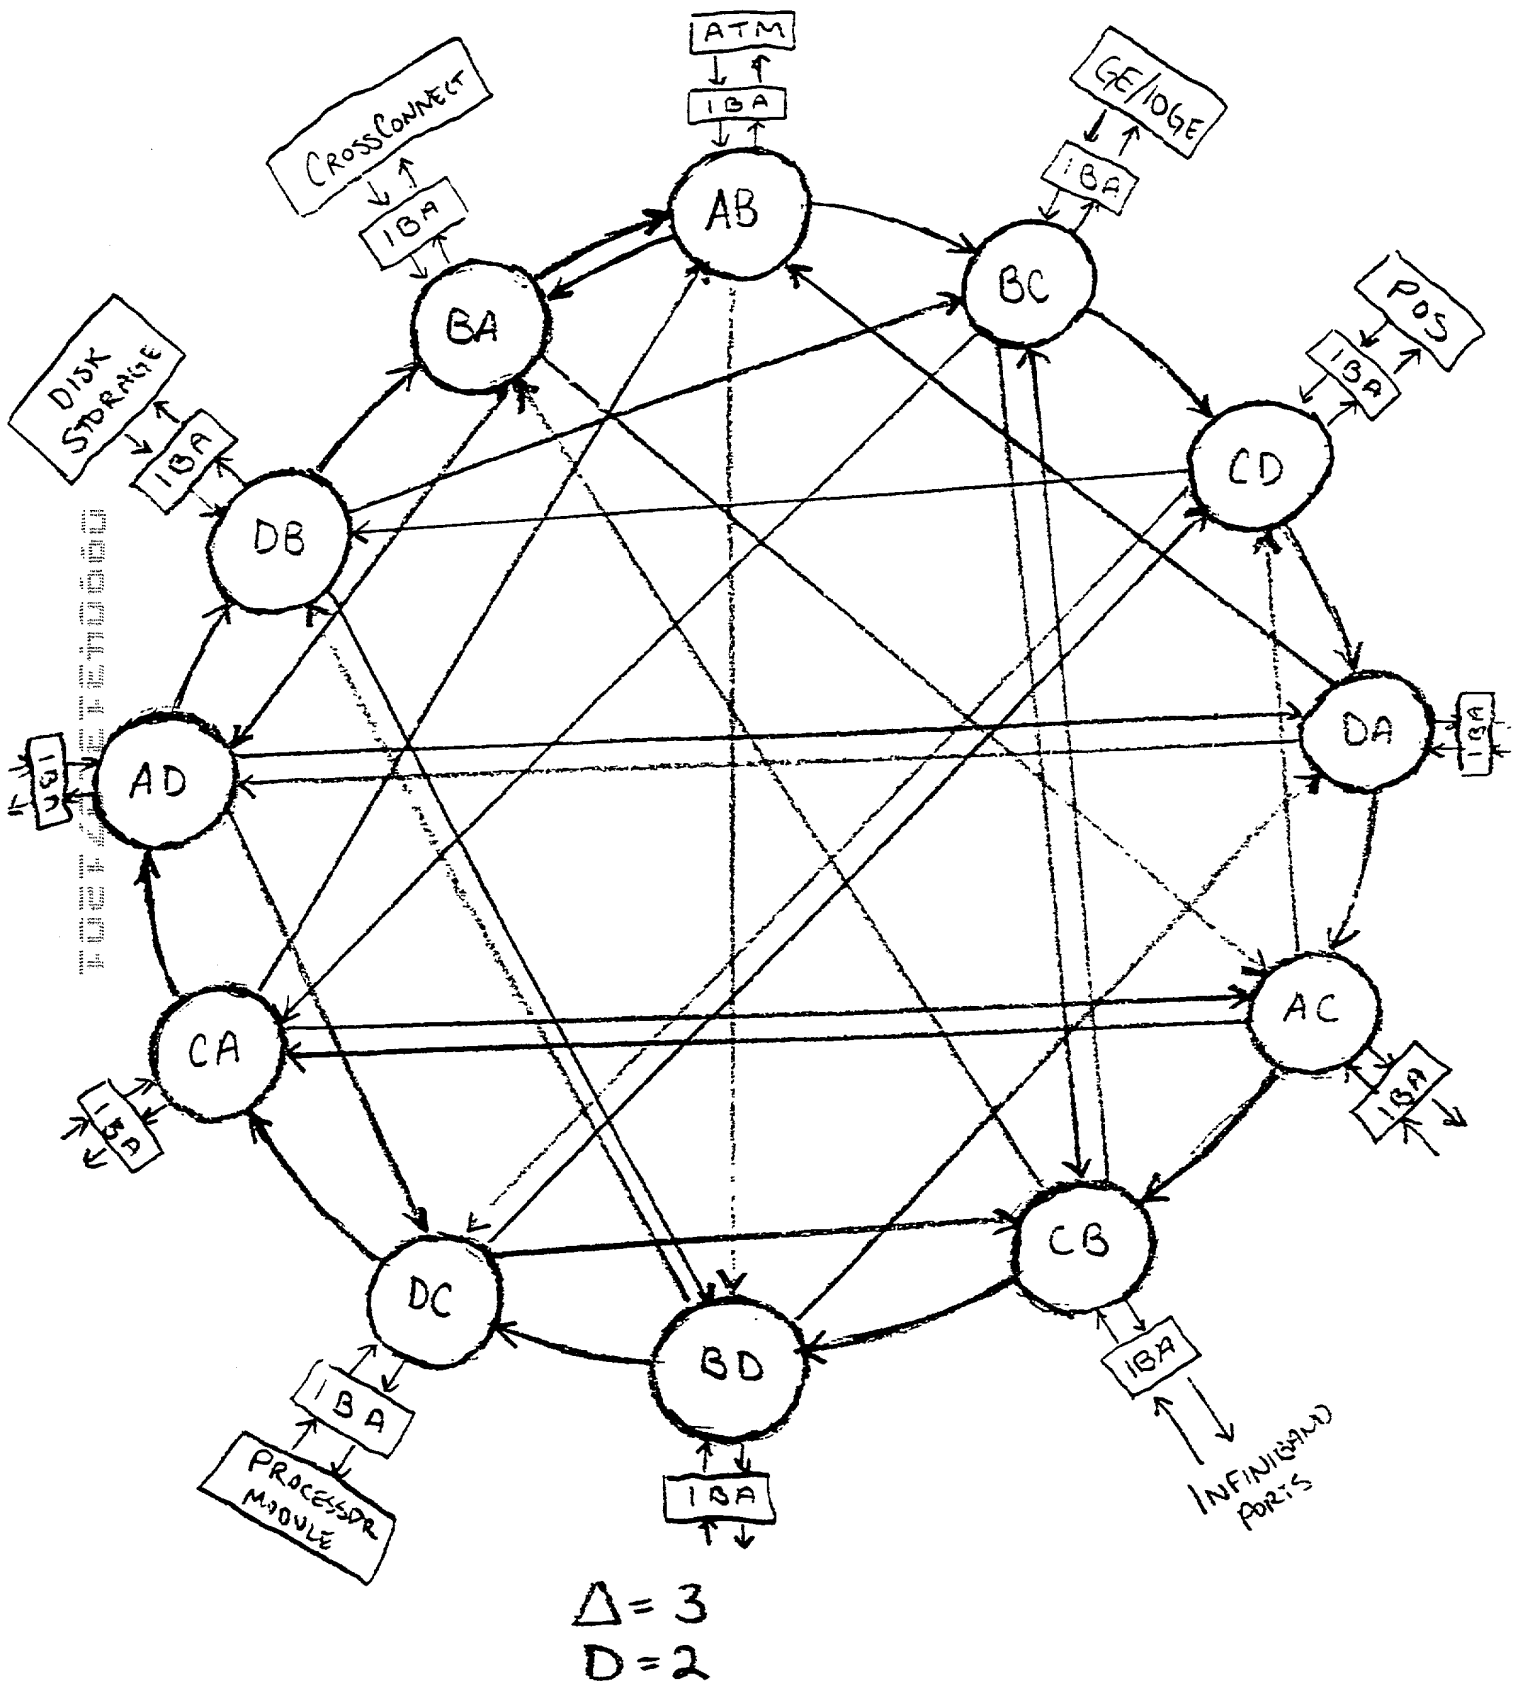 ATM
IBA
GE/10GE
IBA
CROSSCONNECT
IBA
POS
IBA
DISK
STORAGE
IBA
AB
BC
BA
CD
DB
DA
IBA
AD
IBA
AC
IBA
CA
IBA
CB
IBA
INFINIBAND
PORTS
DC
IBA
PROCESSOR
MODULE
BD
IBA
Δ = 3
D = 2